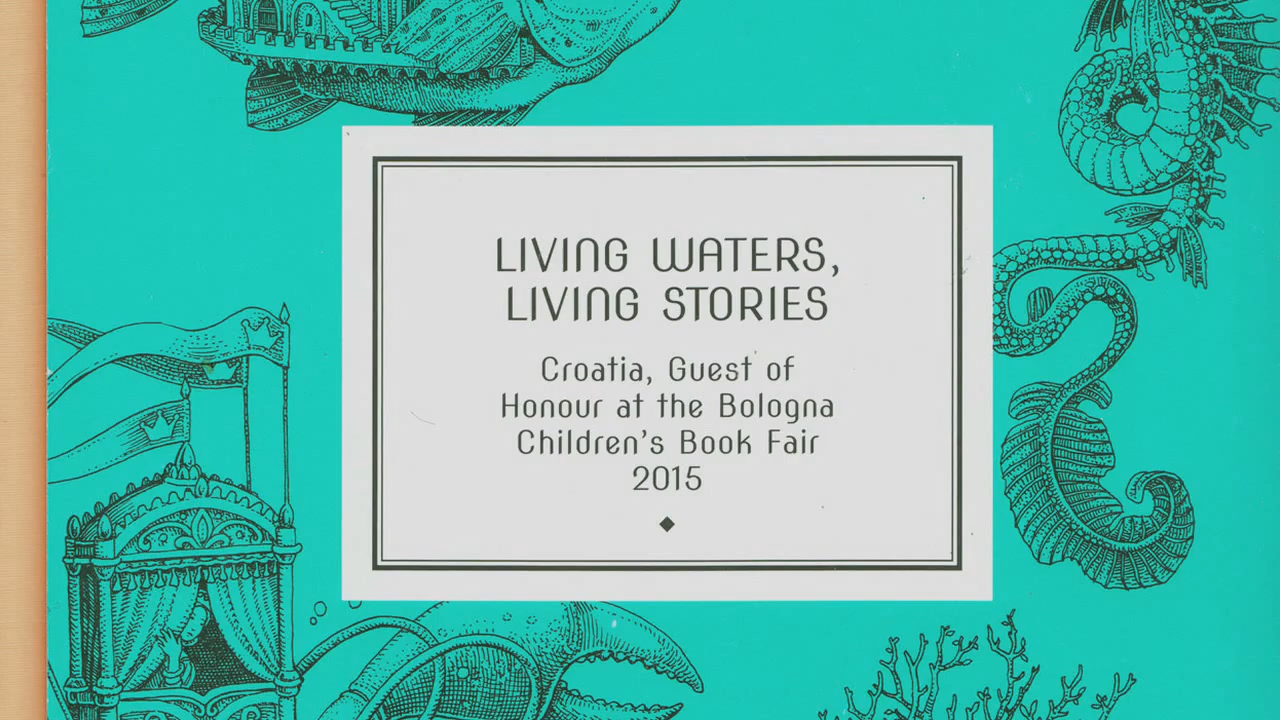 LIVING WATERS,
LIVING STORIES
Croatia, Guest of
Honour at the Bologna
Children's Book Fair
2015